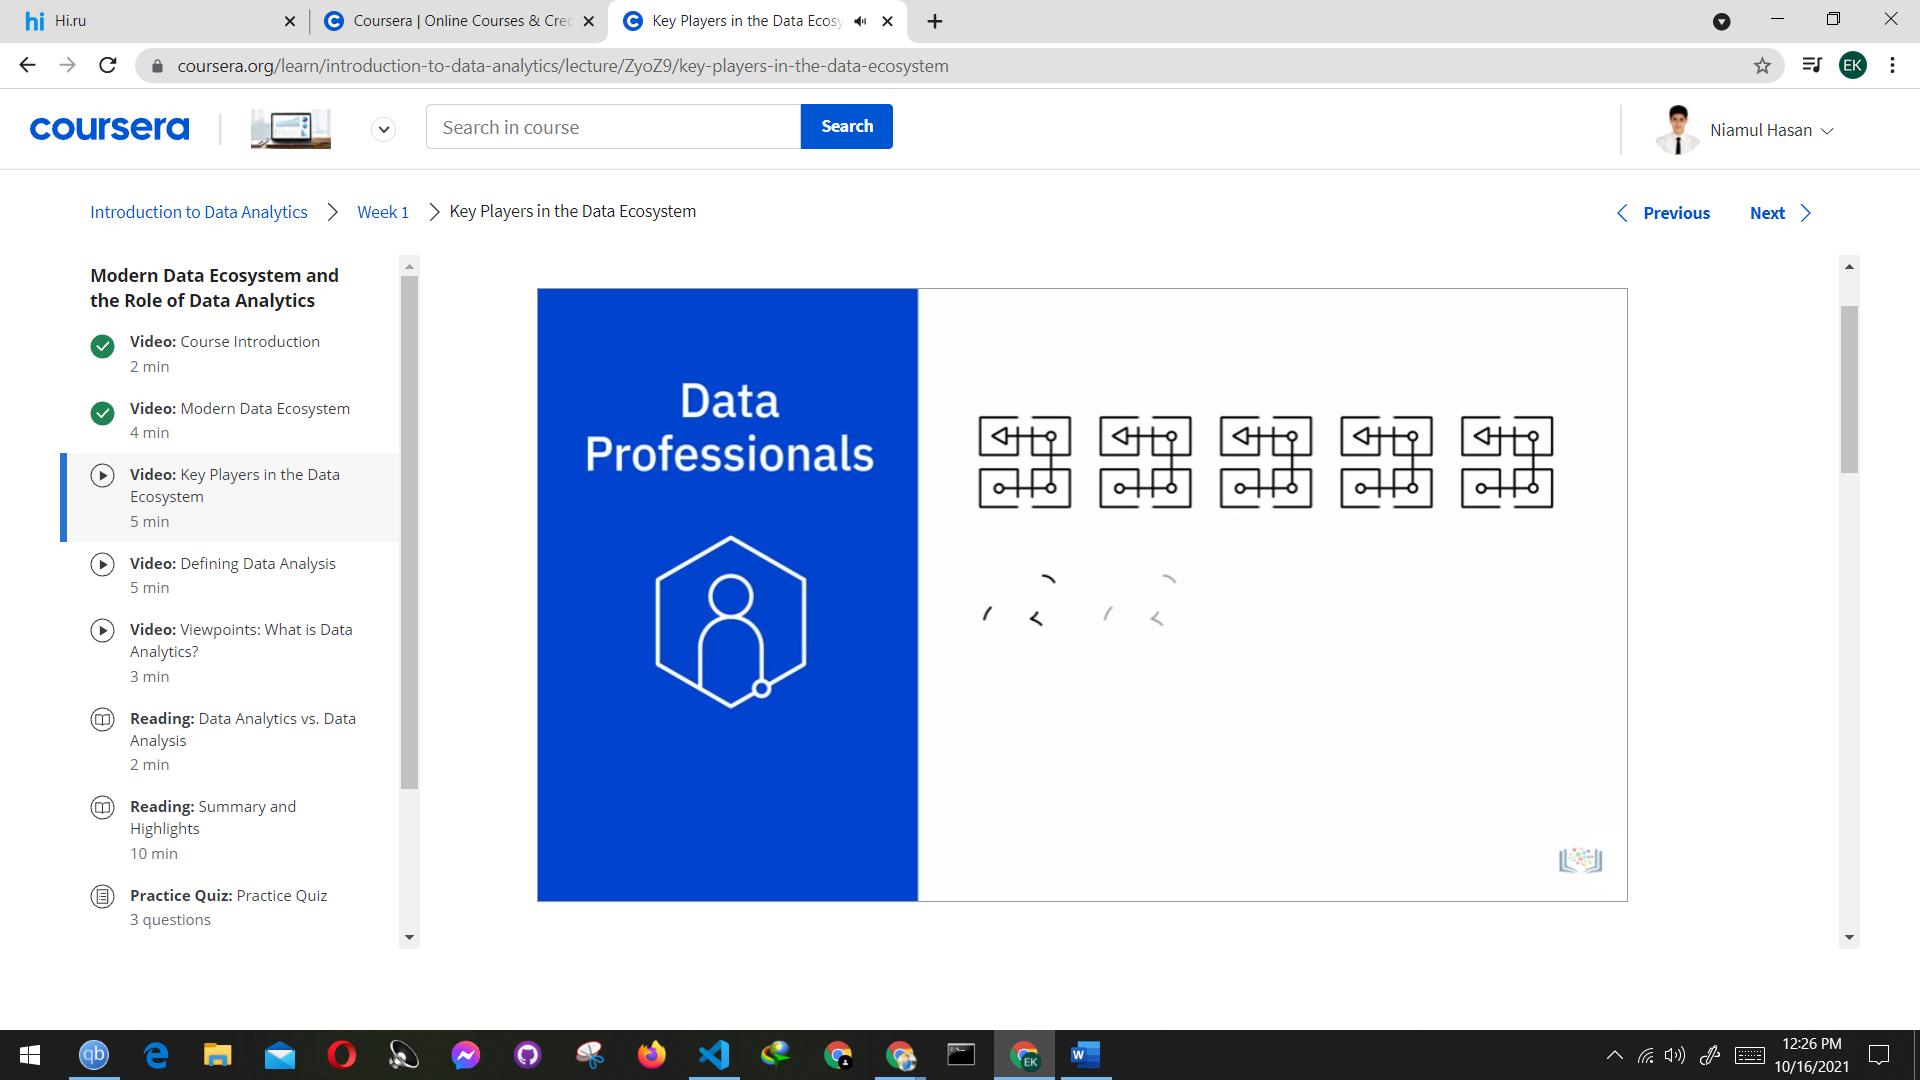 hi Hi.ru
Coursera | Online Courses & Cre
Key Players in the Data Ecosy
coursera.org/learn/introduction-to-data-analytics/lecture/ZyoZ9/key-players-in-the-data-ecosystem
EK
coursera
Search in course
Search
Niamul Hasan
Introduction to Data Analytics
Week 1
Key Players in the Data Ecosystem
Previous
Next
Modern Data Ecosystem and
the Role of Data Analytics
Video: Course Introduction
2 min
Video: Modern Data Ecosystem
4 min
Video: Key Players in the Data
Ecosystem
5 min
Video: Defining Data Analysis
5 min
Video: Viewpoints: What is Data
Analytics?
3 min
Reading: Data Analytics vs. Data
Analysis
2 min
Reading: Summary and
Highlights
10 min
Practice Quiz: Practice Quiz
3 questions
Data
Professionals
qb
EK
W
12:26 PM
10/16/2021